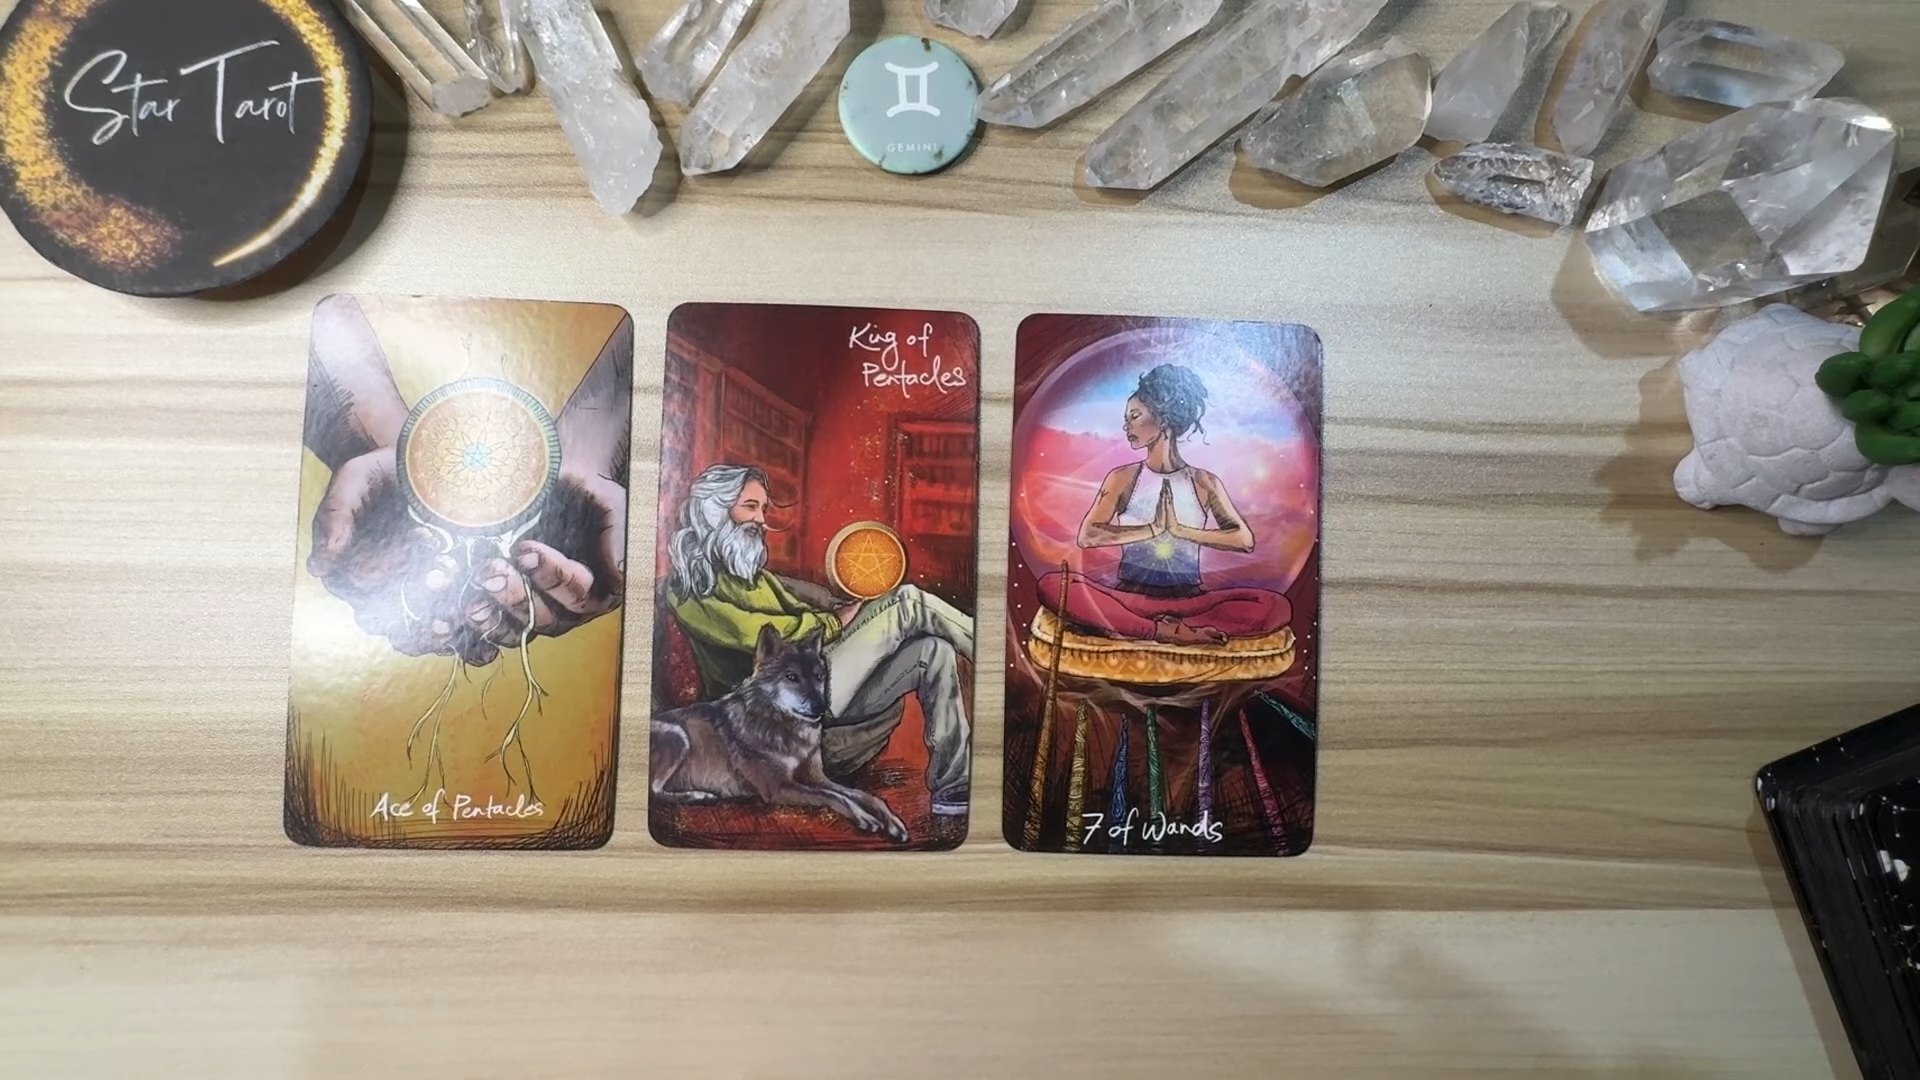 Star Tarot
GEMINI
King of
Pentacles
Ace of Pentacles
7 of Wands